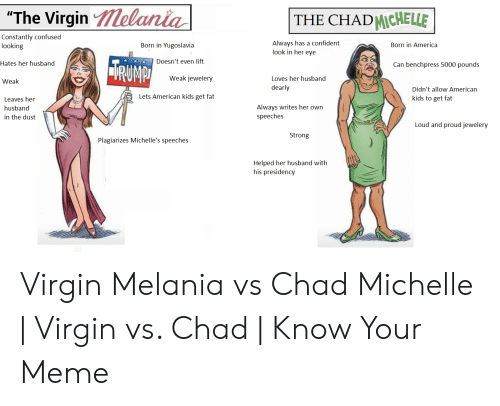 "The Virgin Melania
Constantly confused
looking
Born in Yugoslavia
Hates her husband
Doesn't even lift
TRUMP
Weak jewelery
Weak
Lets American kids get fat
Leaves her
husband
in the dust
Plagiarizes Michelle's speeches
THE CHAD MICHELLE
Always has a confident
look in her eye
Born in America
Can benchpress 5000 pounds
Loves her husband
dearly
Didn't allow American
kids to get fat
Always writes her own
speeches
Loud and proud jewelery
Strong
Helped her husband with
his presidency
Virgin Melania vs Chad Michelle
| Virgin vs. Chad | Know Your
Meme